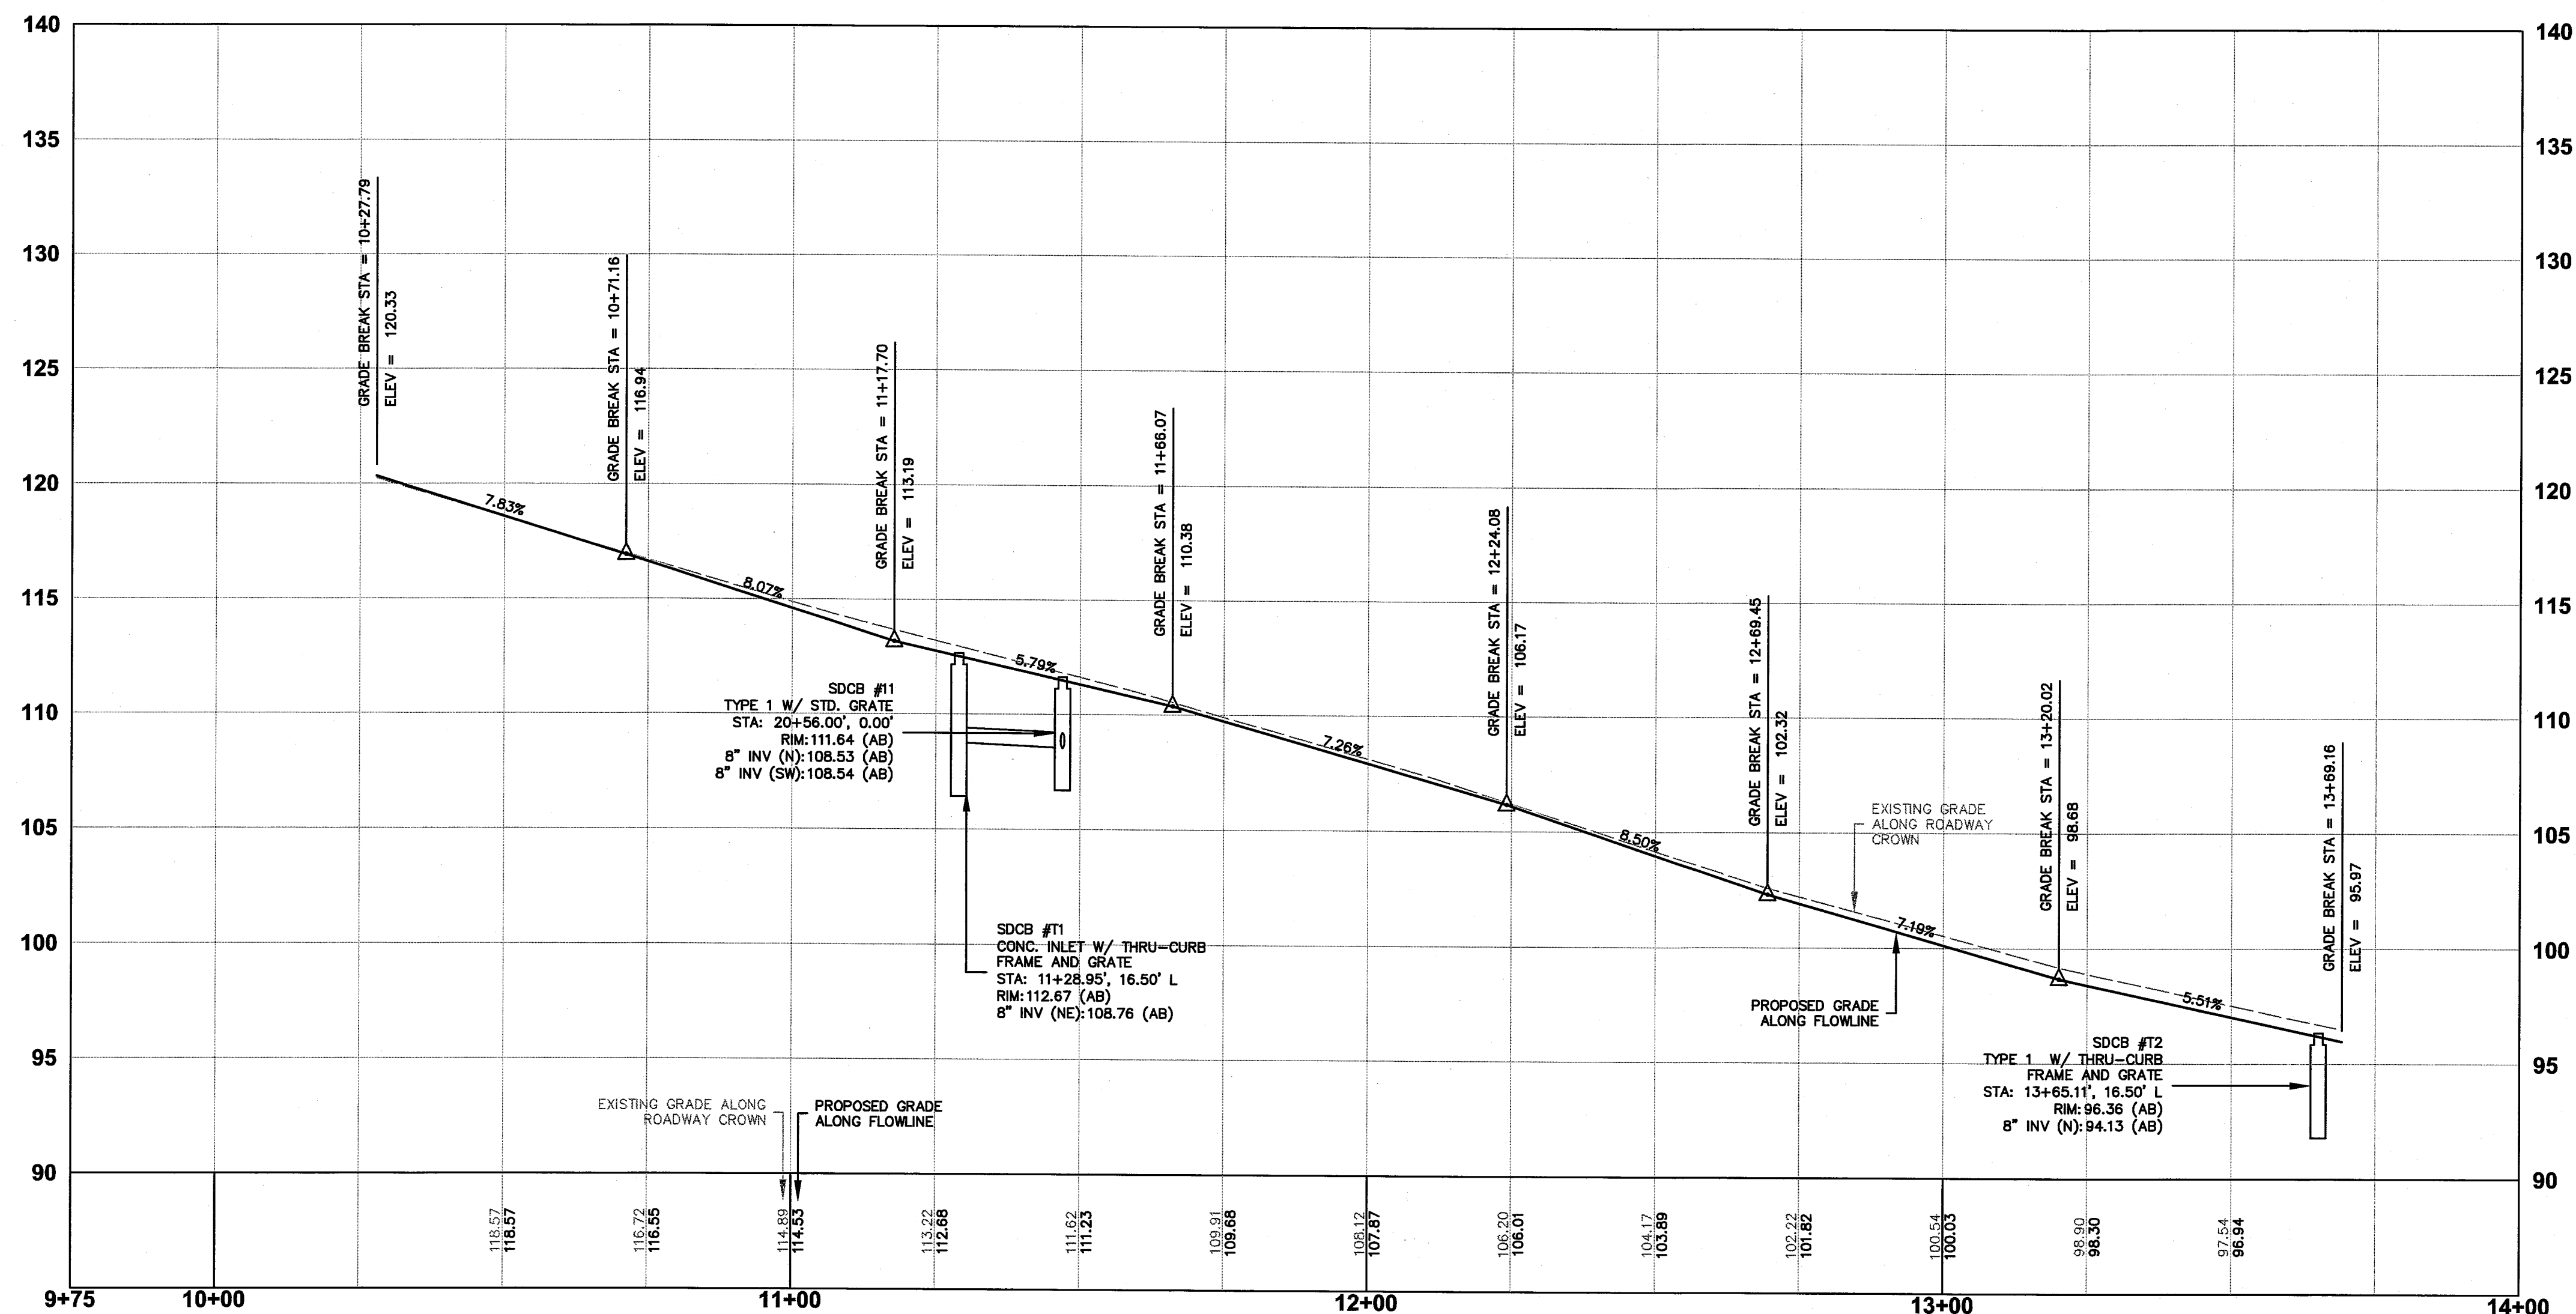 140
135
130
125
120
115
110
105
100
95
90
140
135
130
125
120
115
110
105
100
95
90
GRADE BREAK STA = 10+27.79
ELEV = 120.33
GRADE BREAK STA = 10+71.16
ELEV = 116.94
GRADE BREAK STA = 11+17.70
ELEV = 113.19
GRADE BREAK STA = 11+66.07
ELEV = 110.38
GRADE BREAK STA = 12+24.08
ELEV = 106.17
GRADE BREAK STA = 12+69.45
ELEV = 102.32
GRADE BREAK STA = 13+20.02
ELEV = 98.68
GRADE BREAK STA = 13+69.16
ELEV = 95.97
7.83%
8.07%
5.79%
7.26%
8.50%
7.19%
5.51%
SDCB #11
TYPE 1 W/ STD. GRATE
STA: 20+56.00', 0.00'
RIM:111.64 (AB)
8" INV (N):108.53 (AB)
8" INV (SW):108.54 (AB)
SDCB #T1
CONC. INLET W/ THRU-CURB
FRAME AND GRATE
STA: 11+28.95', 16.50' L
RIM:112.67 (AB)
8" INV (NE):108.76 (AB)
EXISTING GRADE
ALONG ROADWAY
CROWN
PROPOSED GRADE
ALONG FLOWLINE
SDCB #T2
TYPE 1 W/ THRU-CURB
FRAME AND GRATE
STA: 13+65.11', 16.50' L
RIM:96.36 (AB)
8" INV (N):94.13 (AB)
EXISTING GRADE ALONG
ROADWAY CROWN
PROPOSED GRADE
ALONG FLOWLINE
118.57
118.57
116.72
116.55
114.89
114.53
113.22
112.68
111.62
111.23
109.91
109.68
108.12
107.87
106.20
106.01
104.17
103.89
102.22
101.82
100.54
100.03
98.90
98.30
97.54
96.94
9+75
10+00
11+00
12+00
13+00
14+00